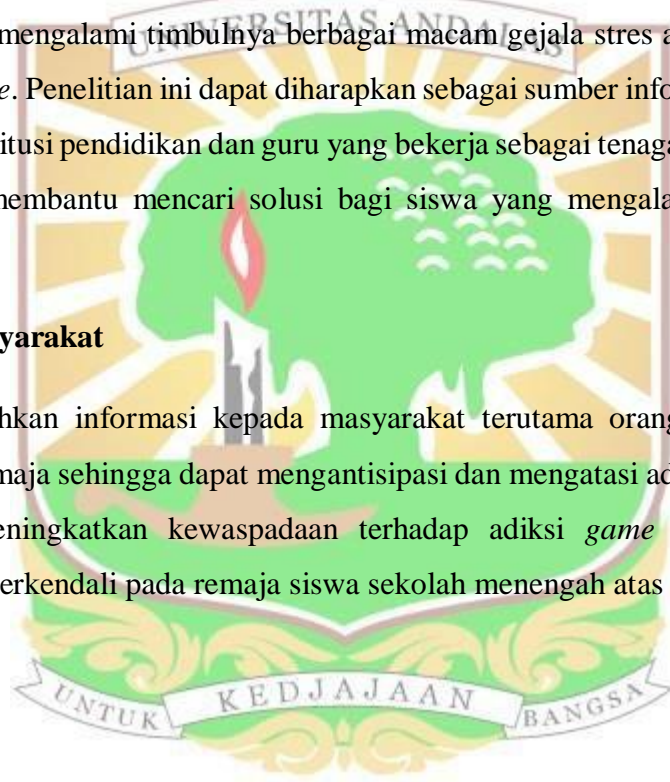 UNIVERSITAS ANDALAS
mengalami timbulnya berbagai macam gejala stres a
e. Penelitian ini dapat diharapkan sebagai sumber info
itusi pendidikan dan guru yang bekerja sebagai tenaga
membantu mencari solusi bagi siswa yang mengala
yarakat
hkan informasi kepada masyarakat terutama orang
maja sehingga dapat mengantisipasi dan mengatasi ad
eningkatkan kewaspadaan terhadap adiksi game
erkendali pada remaja siswa sekolah menengah atas
UNTUK KEDJAJAAN BANGSA